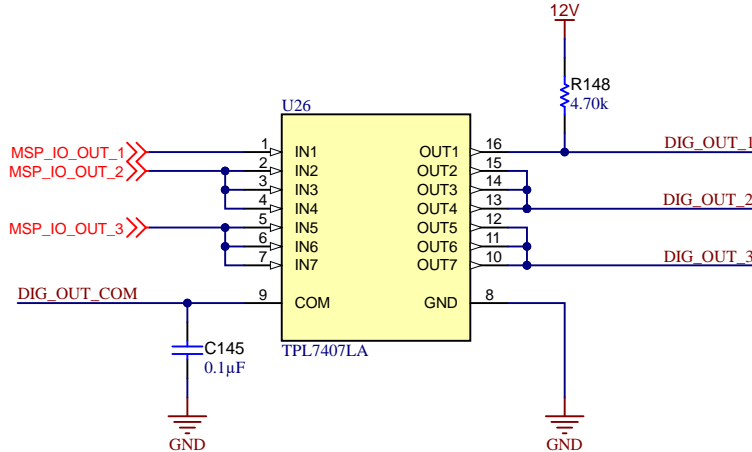 12V
R148
4.70k
U26
MSP_IO_OUT_1 1 IN1 OUT1 16 DIG_OUT_1
MSP_IO_OUT_2 2 IN2 OUT2 15
3 IN3 OUT3 14
4 IN4 OUT4 13 DIG_OUT_2
MSP_IO_OUT_3 5 IN5 OUT5 12
6 IN6 OUT6 11
7 IN7 OUT7 10 DIG_OUT_3
DIG_OUT_COM 9 COM GND 8
TPL7407LA
C145
0.1µF
GND GND